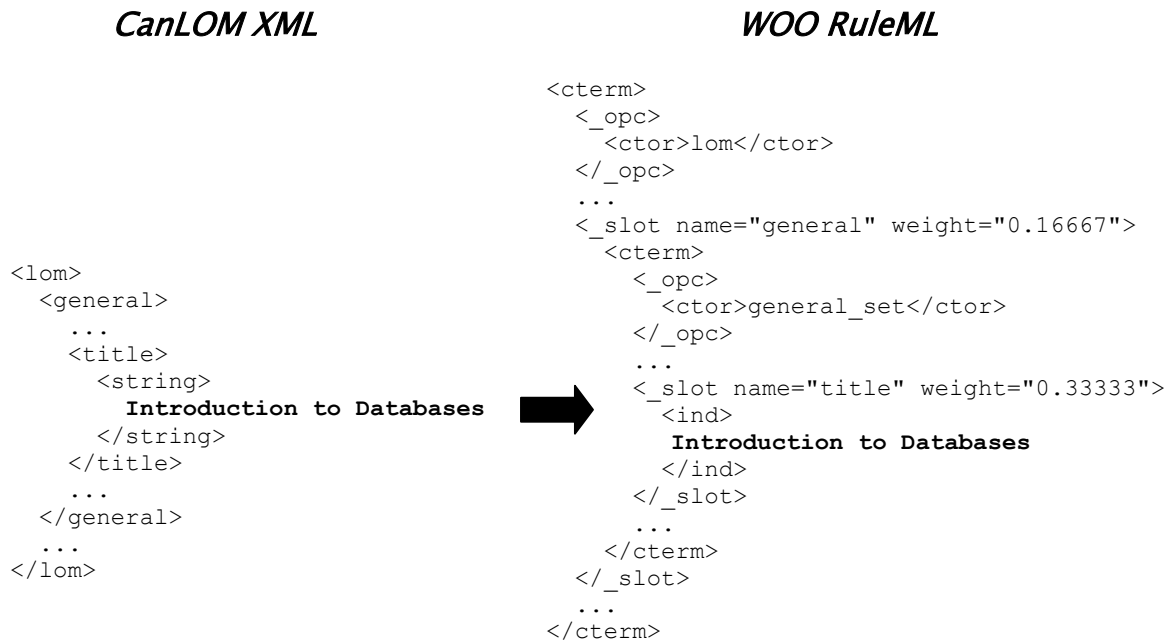 CanLOM XML
<lom>
  <general>
    ...
    <title>
      <string>
        Introduction to Databases
      </string>
    </title>
    ...
  </general>
  ...
</lom>
WOO RuleML
<cterm>
  <_opc>
    <ctor>lom</ctor>
  </_opc>
  ...
  <_slot name="general" weight="0.16667">
    <cterm>
      <_opc>
        <ctor>general_set</ctor>
      </_opc>
      ...
      <_slot name="title" weight="0.33333">
        <ind>
         Introduction to Databases
        </ind>
      </_slot>
      ...
    </cterm>
  </_slot>
  ...
</cterm>